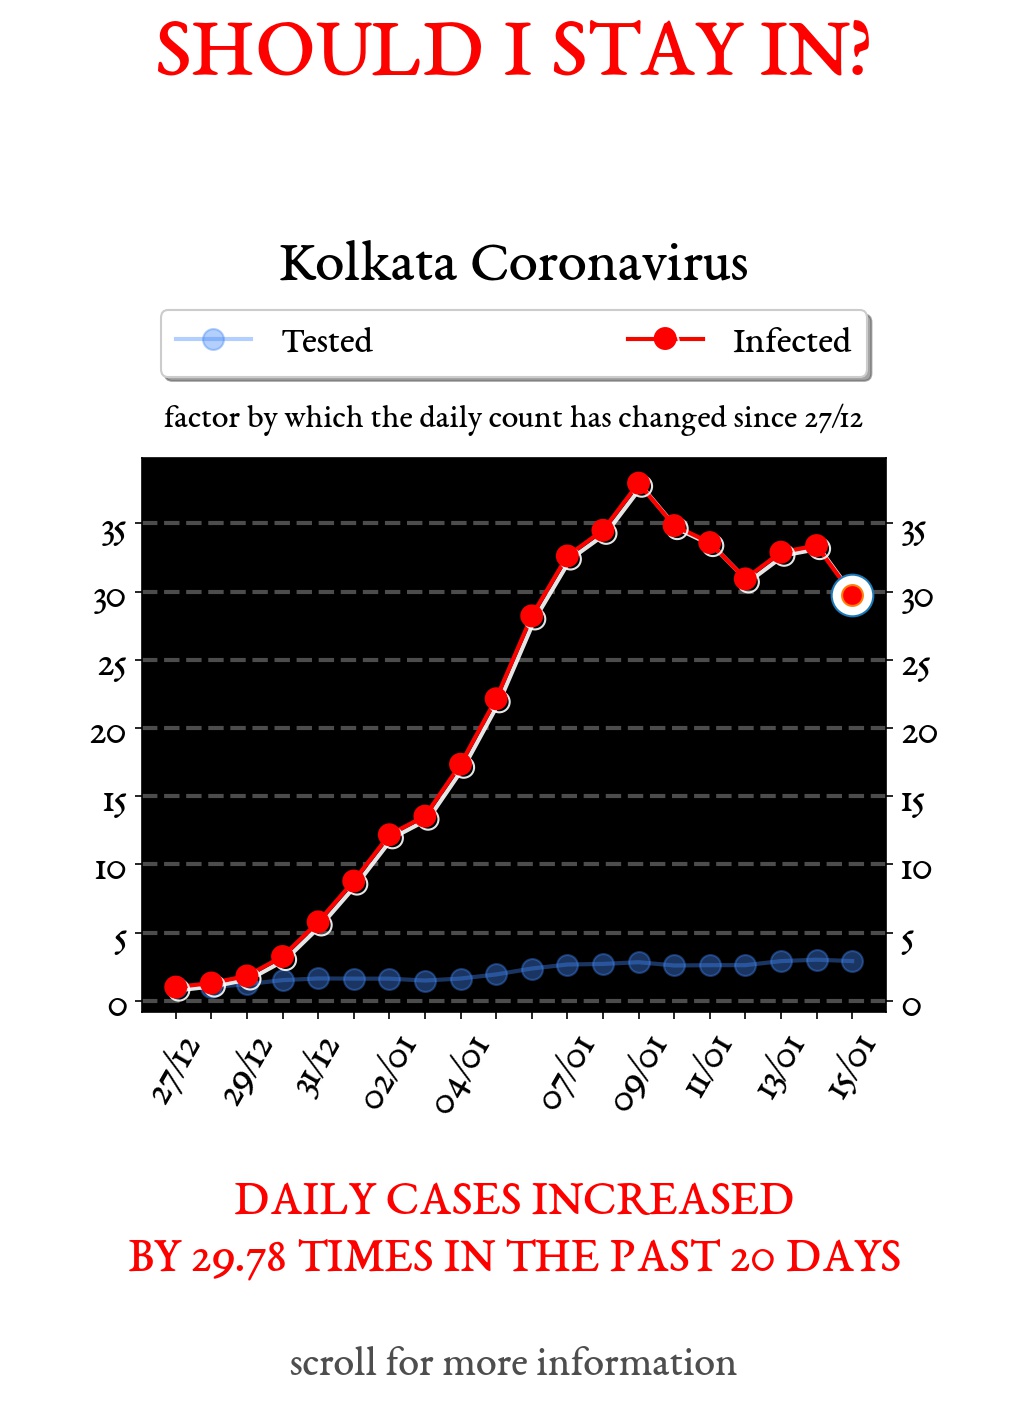 SHOULD I STAY IN?
Kolkata Coronavirus
Tested Infected
factor by which the daily count has changed since 27/12
35 35
30 30
25 25
20 20
15 15
10 10
5 5
0 0
27/12 29/12 31/12 02/01 04/01 07/01 09/01 11/01 13/01 15/01
DAILY CASES INCREASED
BY 29.78 TIMES IN THE PAST 20 DAYS
scroll for more information